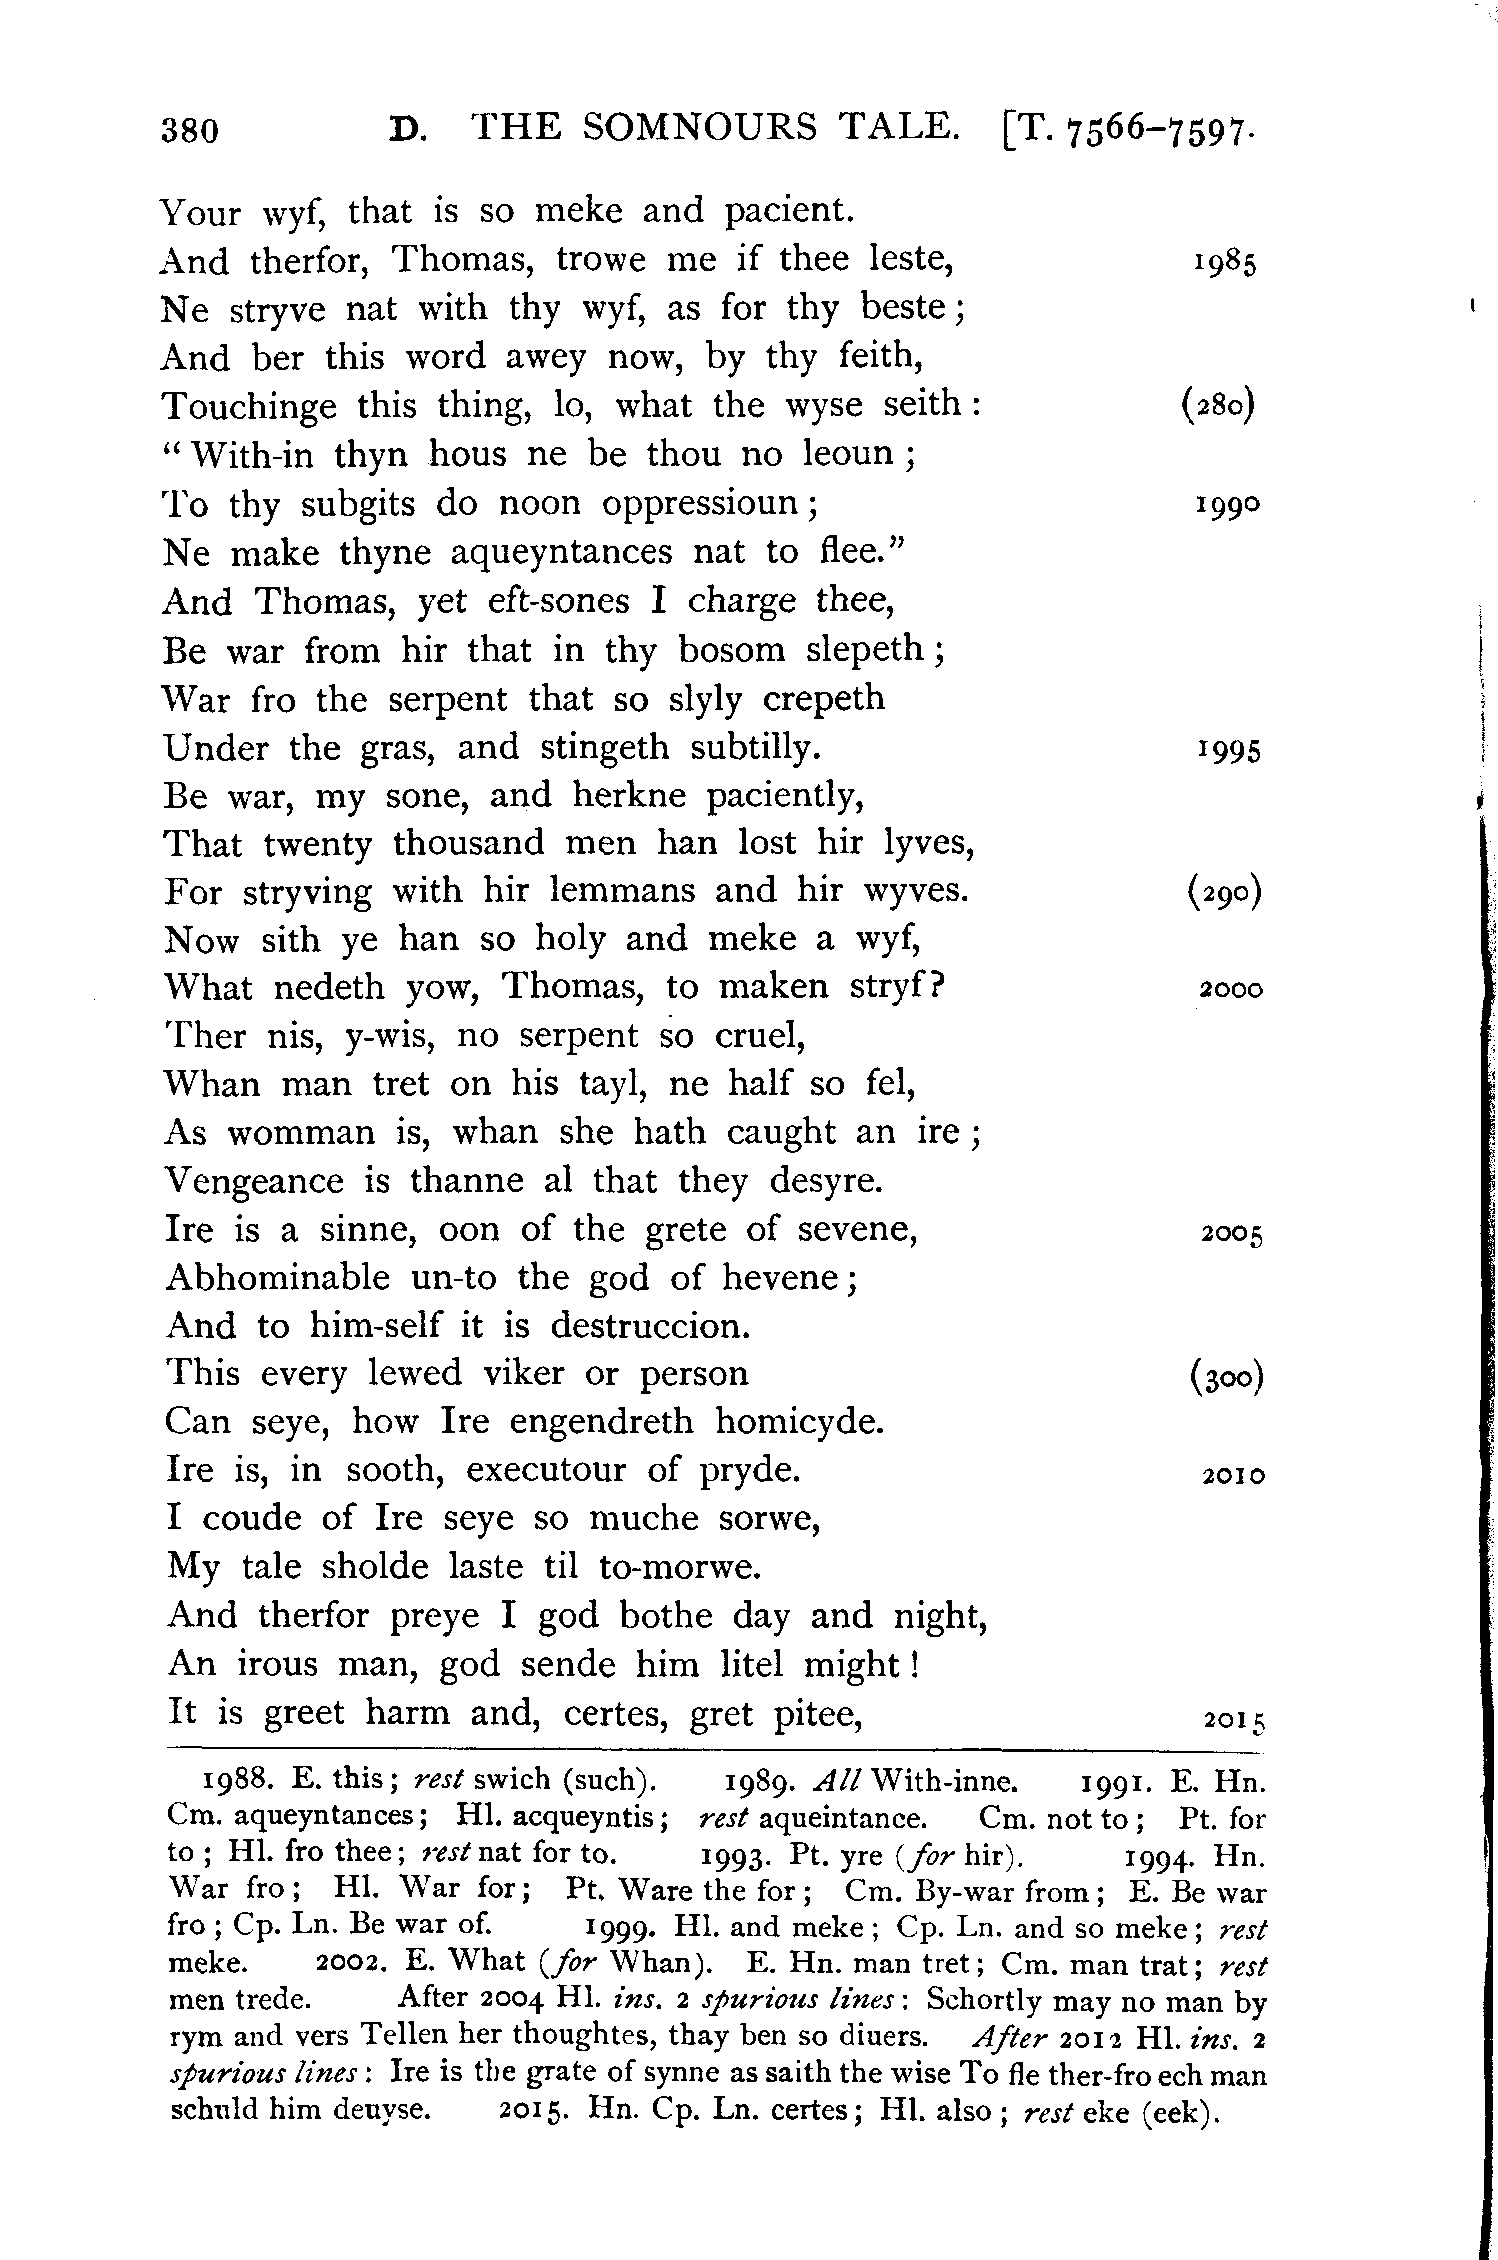 380 D. THE SOMNOURS TALE. [T. 7566–7597.
Your wyf, that is so meke and pacient.
And therfor, Thomas, trowe me if thee leste, 1985
Ne stryve nat with thy wyf, as for thy beste ;
And ber this word awey now, by thy feith,
Touchinge this thing, lo, what the wyse seith : (280)
“ With-in thyn hous ne be thou no leoun ;
To thy subgits do noon oppressioun ; 1990
Ne make thyne aqueyntances nat to flee.”
And Thomas, yet eft-sones I charge thee,
Be war from hir that in thy bosom slepeth ;
War fro the serpent that so slyly crepeth
Under the gras, and stingeth subtilly. 1995
Be war, my sone, and herkne paciently,
That twenty thousand men han lost hir lyves,
For stryving with hir lemmans and hir wyves. (290)
Now sith ye han so holy and meke a wyf,
What nedeth yow, Thomas, to maken stryf? 2000
Ther nis, y-wis, no serpent so cruel,
Whan man tret on his tayl, ne half so fel,
As womman is, whan she hath caught an ire ;
Vengeance is thanne al that they desyre.
Ire is a sinne, oon of the grete of sevene, 2005
Abhominable un-to the god of hevene ;
And to him-self it is destruccion.
This every lewed viker or person (300)
Can seye, how Ire engendreth homicyde.
Ire is, in sooth, executour of pryde. 2010
I coude of Ire seye so muche sorwe,
My tale sholde laste til to-morwe.
And therfor preye I god bothe day and night,
An irous man, god sende him litel might !
It is greet harm and, certes, gret pitee, 2015
1988. E. this ; rest swich (such). 1989. All With-inne. 1991. E. Hn.
Cm. aqueyntances ; Hl. acqueyntis ; rest aqueintance. Cm. not to ; Pt. for
to ; Hl. fro thee ; rest nat for to. 1993. Pt. yre (for hir). 1994. Hn.
War fro ; Hl. War for ; Pt. Ware the for ; Cm. By-war from ; E. Be war
fro ; Cp. Ln. Be war of. 1999. Hl. and meke ; Cp. Ln. and so meke ; rest
meke. 2002. E. What (for Whan). E. Hn. man tret ; Cm. man trat ; rest
men trede. After 2004 Hl. ins. 2 spurious lines : Schortly may no man by
rym and vers Tellen her thoughtes, thay ben so diuers. After 2012 Hl. ins. 2
spurious lines : Ire is the grate of synne as saith the wise To fle ther-fro ech man
schuld him deuyse. 2015. Hn. Cp. Ln. certes ; Hl. also ; rest eke (eek).